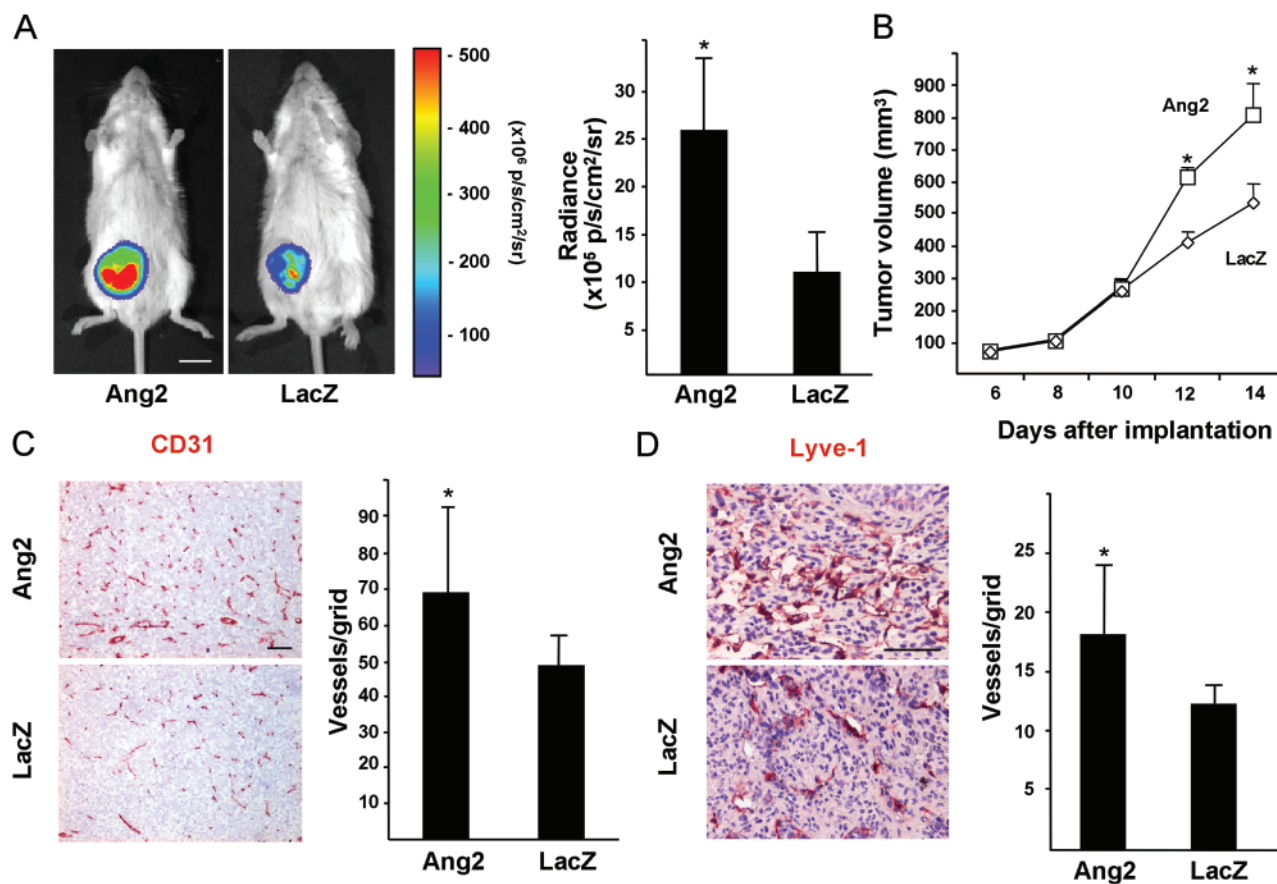 A
- 500
- 400
- 300
- 200
- 100
(x10⁶ p/s/cm²/sr)
Ang2
LacZ
Radiance
(x10⁶ p/s/cm²/sr)
30
25
20
15
10
5
*
Ang2
LacZ
B
Tumor volume (mm³)
900
800
700
600
500
400
300
200
100
Ang2
*
*
LacZ
6
8
10
12
14
Days after implantation
C
CD31
Ang2
LacZ
Vessels/grid
90
80
70
60
50
40
30
20
10
*
Ang2
LacZ
D
Lyve-1
Ang2
LacZ
Vessels/grid
25
20
15
10
5
*
Ang2
LacZ